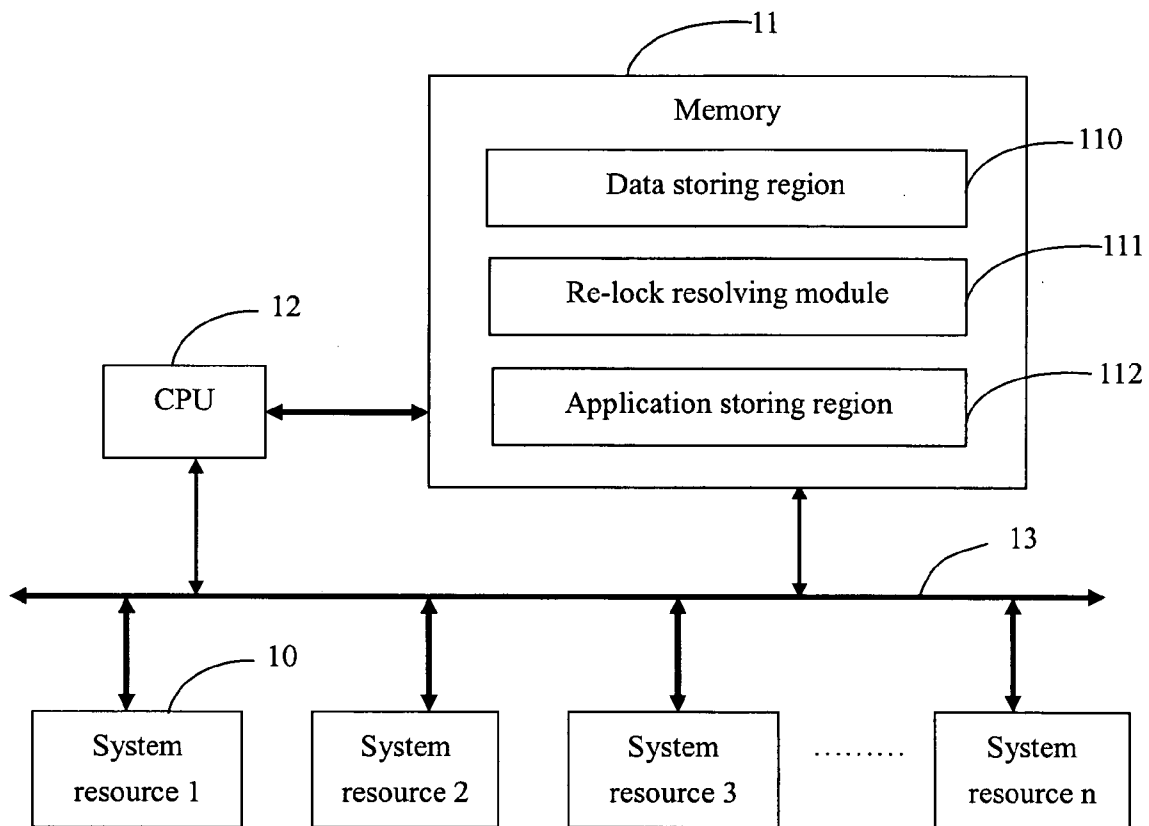 11
Memory
110
Data storing region
111
Re-lock resolving module
12
CPU
112
Application storing region
13
10
System
resource 1
System
resource 2
System
resource 3
.........
System
resource n